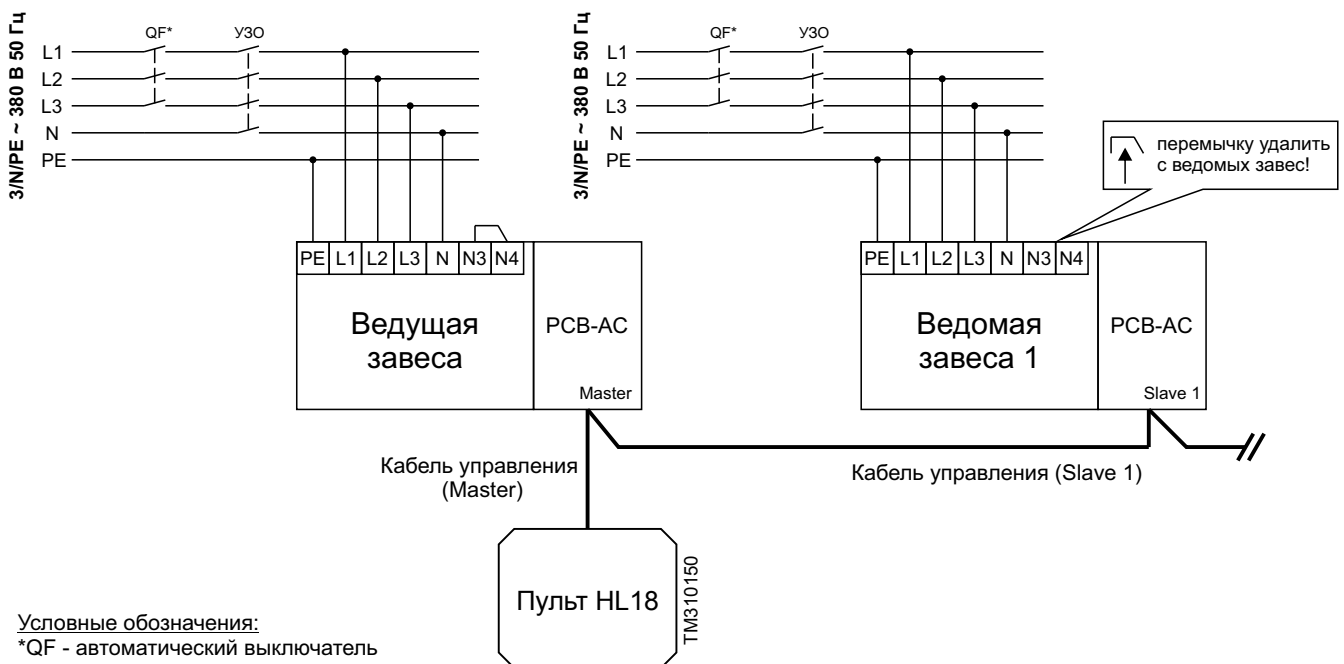 3/N/PE ~ 380 В 50 Гц
QF*
УЗО
L1
L2
L3
N
PE
3/N/PE ~ 380 В 50 Гц
QF*
УЗО
L1
L2
L3
N
PE
перемычку удалить
с ведомых завес!
PE L1 L2 L3 N N3 N4
Ведущая
завеса
PCB-AC
Master
PE L1 L2 L3 N N3 N4
Ведомая
завеса 1
PCB-AC
Slave 1
Кабель управления
(Master)
Кабель управления (Slave 1)
Пульт HL18
TM310150
Условные обозначения:
*QF - автоматический выключатель